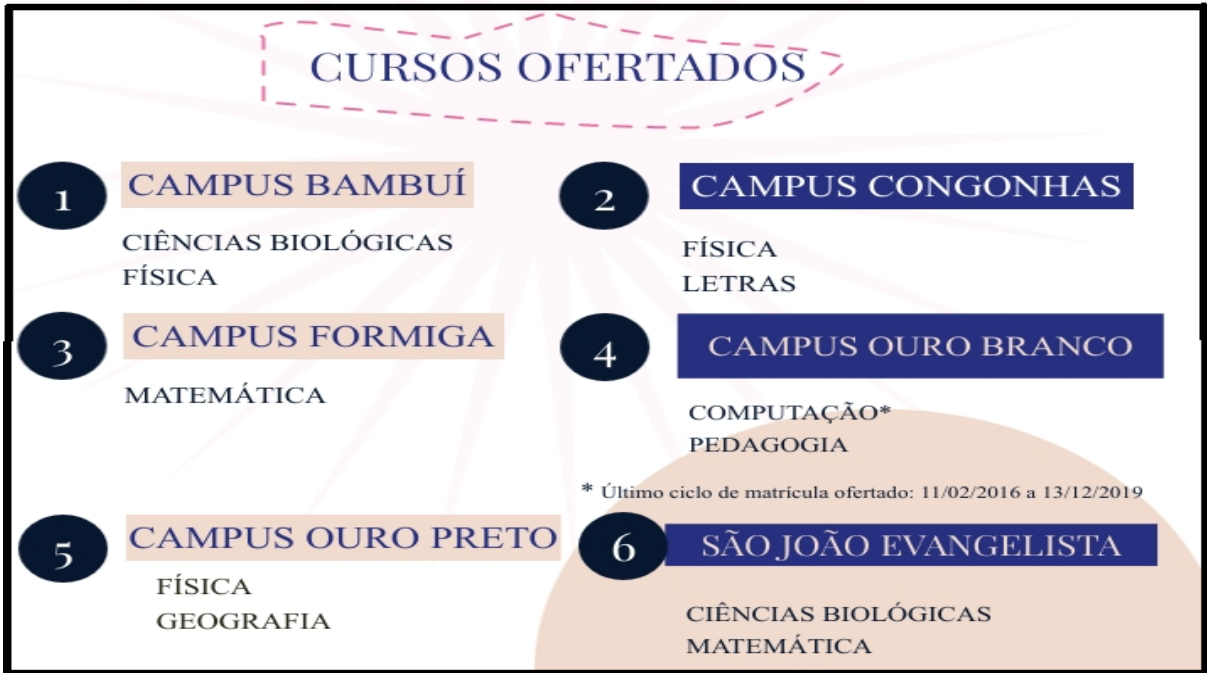 CURSOS OFERTADOS
1
CAMPUS BAMBUÍ
CIÊNCIAS BIOLÓGICAS
FÍSICA
2
CAMPUS CONGONHAS
FÍSICA
LETRAS
3
CAMPUS FORMIGA
MATEMÁTICA
4
CAMPUS OURO BRANCO
COMPUTAÇÃO*
PEDAGOGIA
* Último ciclo de matrícula ofertado: 11/02/2016 a 13/12/2019
5
CAMPUS OURO PRETO
FÍSICA
GEOGRAFIA
6
SÃO JOÃO EVANGELISTA
CIÊNCIAS BIOLÓGICAS
MATEMÁTICA